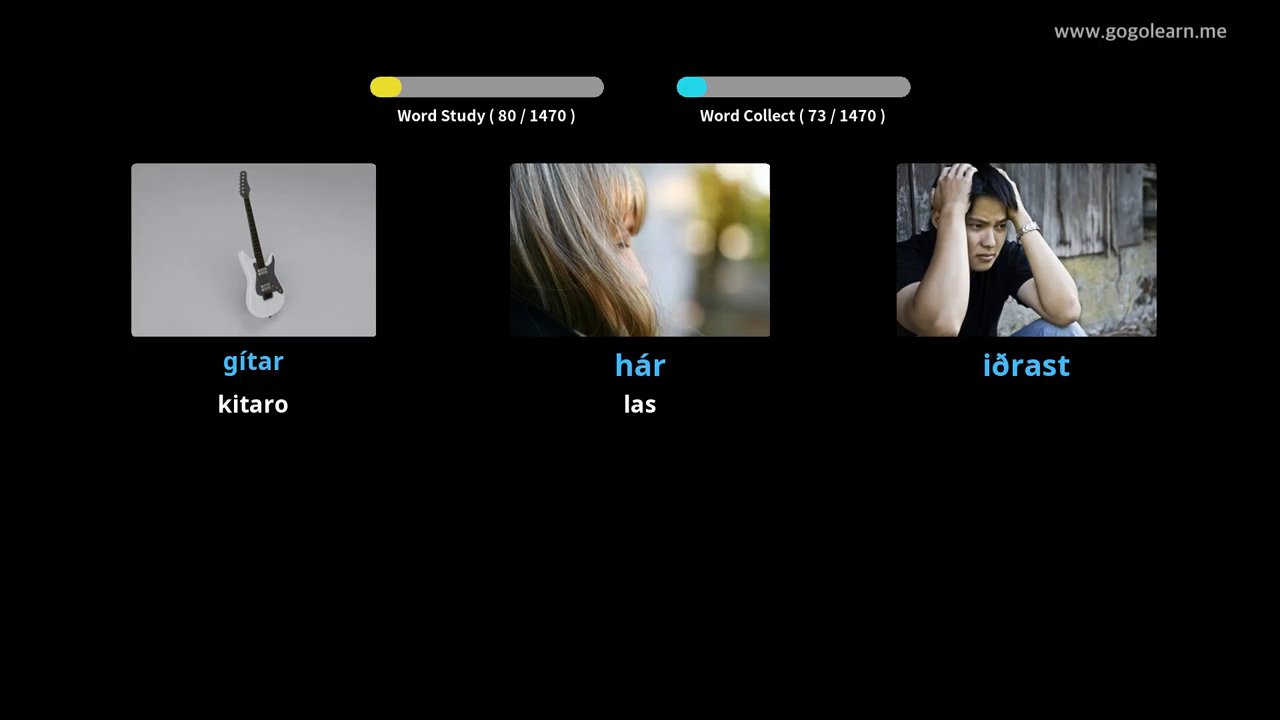 www.gogolearn.me
Word Study ( 80 / 1470 )
Word Collect ( 73 / 1470 )
gítar
hár
iðrast
kitaro
las